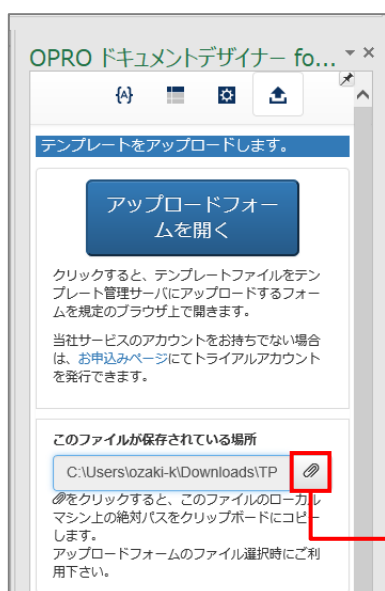 OPRO ドキュメントデザイナー fo...
{A}
テンプレートをアップロードします。
アップロードフォー
ムを開く
クリックすると、テンプレートファイルをテン
プレート管理サーバにアップロードするフォー
ムを規定のブラウザ上で開きます。
当社サービスのアカウントをお持ちでない場合
は、お申込みページにてトライアルアカウント
を発行できます。
このファイルが保存されている場所
C:\Users\ozaki-k\Downloads\TP
をクリックすると、このファイルのローカル
マシン上の絶対パスをクリップボードにコピー
します。
アップロードフォームのファイル選択時にご利
用下さい。